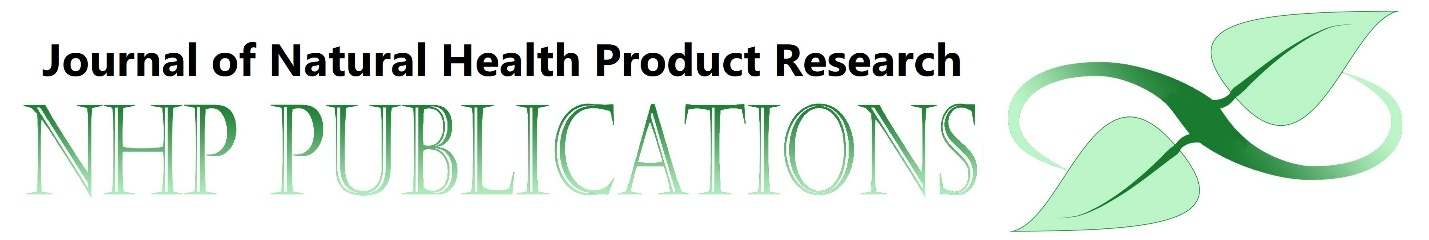 Journal of Natural Health Product Research
NHP PUBLICATIONS